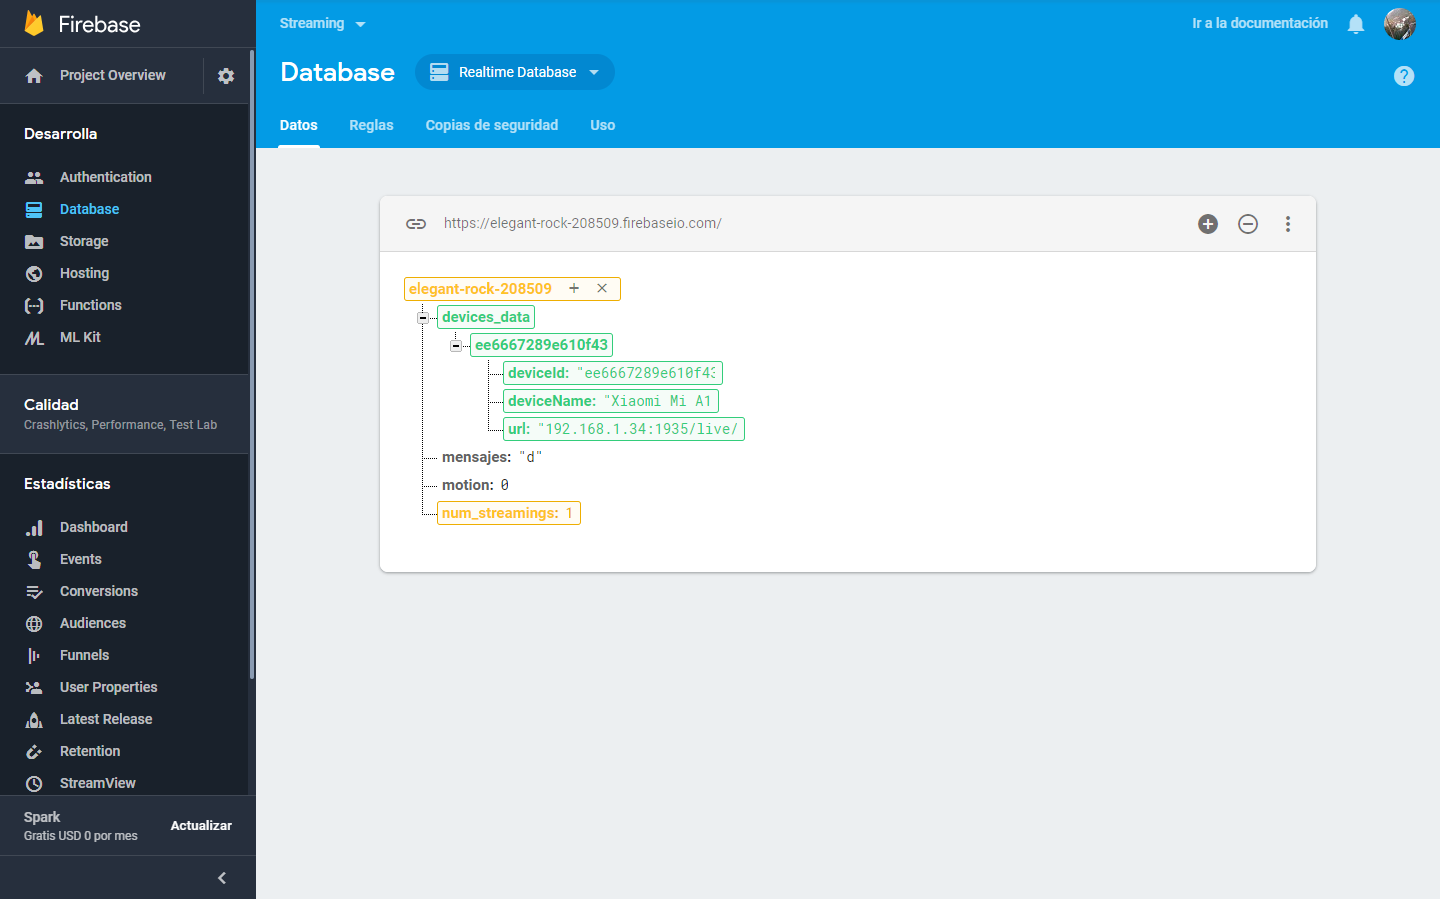 Firebase
Project Overview
Desarrolla
Authentication
Database
Storage
Hosting
Functions
ML Kit
Calidad
Crashlytics, Performance, Test Lab
Estadísticas
Dashboard
Events
Conversions
Audiences
Funnels
User Properties
Latest Release
Retention
StreamView
Spark
Gratis USD 0 por mes
Actualizar
Streaming
Ir a la documentación
Database
Realtime Database
Datos Reglas Copias de seguridad Uso
https://elegant-rock-208509.firebaseio.com/
elegant-rock-208509
devices_data
ee6667289e610f43
deviceId: "ee6667289e610f43
deviceName: "Xiaomi Mi A1
url: "192.168.1.34:1935/live/
mensajes: "d"
motion: 0
num_streamings: 1